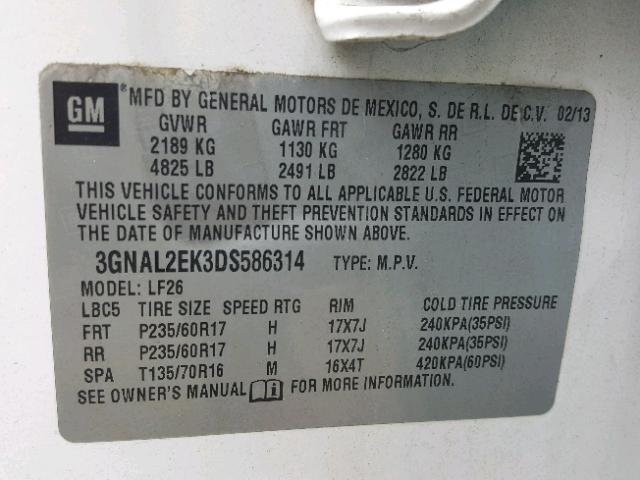 GM ® MFD BY GENERAL MOTORS DE MEXICO, S. DE R.L. DE C.V. 02/13
GVWR GAWR FRT GAWR RR
2189 KG 1130 KG 1280 KG
4825 LB 2491 LB 2822 LB
THIS VEHICLE CONFORMS TO ALL APPLICABLE U.S. FEDERAL MOTOR
VEHICLE SAFETY AND THEFT PREVENTION STANDARDS IN EFFECT ON
THE DATE OF MANUFACTURE SHOWN ABOVE.
3GNAL2EK3DS586314 TYPE: M.P.V.
MODEL: LF26
LBC5 TIRE SIZE SPEED RTG RIM COLD TIRE PRESSURE
FRT P235/60R17 H 17X7J 240KPA(35PSI)
RR P235/60R17 H 17X7J 240KPA(35PSI)
SPA T135/70R16 M 16X4T 420KPA(60PSI)
SEE OWNER'S MANUAL FOR MORE INFORMATION.